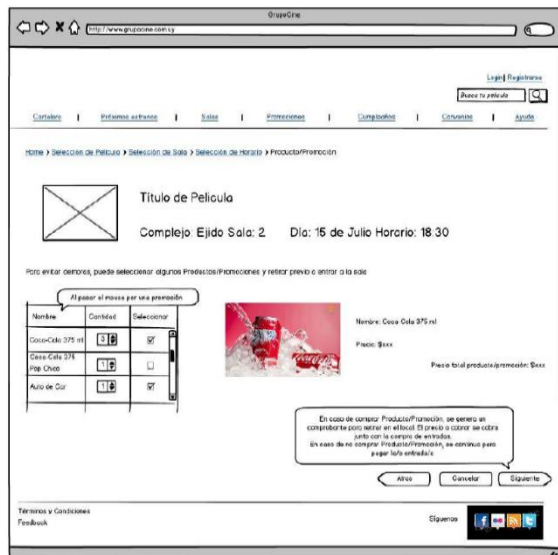 GrupoCine
http://www.grupocine.com.uy
Login| Registrarse
Busca tu película
Cartelera | Próximos estrenos | Salas | Promociones | Cumpleaños | Convenios | Ayuda
Home > Selección de Película > Selección de Sala > Selección de Horario > Producto/Promoción
Título de Película
Complejo: Ejido Sala: 2 Día: 15 de Julio Horario: 18:30
Para evitar demoras, puede seleccionar algunos Productos/Promociones y retirar previo a entrar a la sala
Al pasar el mouse por una promoción
Nombre Cantidad Seleccionar
Coca-Cola 375 ml 3
Coca-Cola 375
Pop Chico 1
1
Nombre: Coca-Cola 375 ml
Precio: $xxx
Precio total producto/promoción: $xxx
En caso de comprar Producto/Promoción, se genera un
comprobante para retirar en el local. El precio a cobrar se cobra
junto con la compra de entradas.
En caso de no comprar Producto/Promoción, se continua para
pagar la/s entrada/s
Atras Cancelar Siguiente
Términos y Condiciones
Feedback
Síguenos